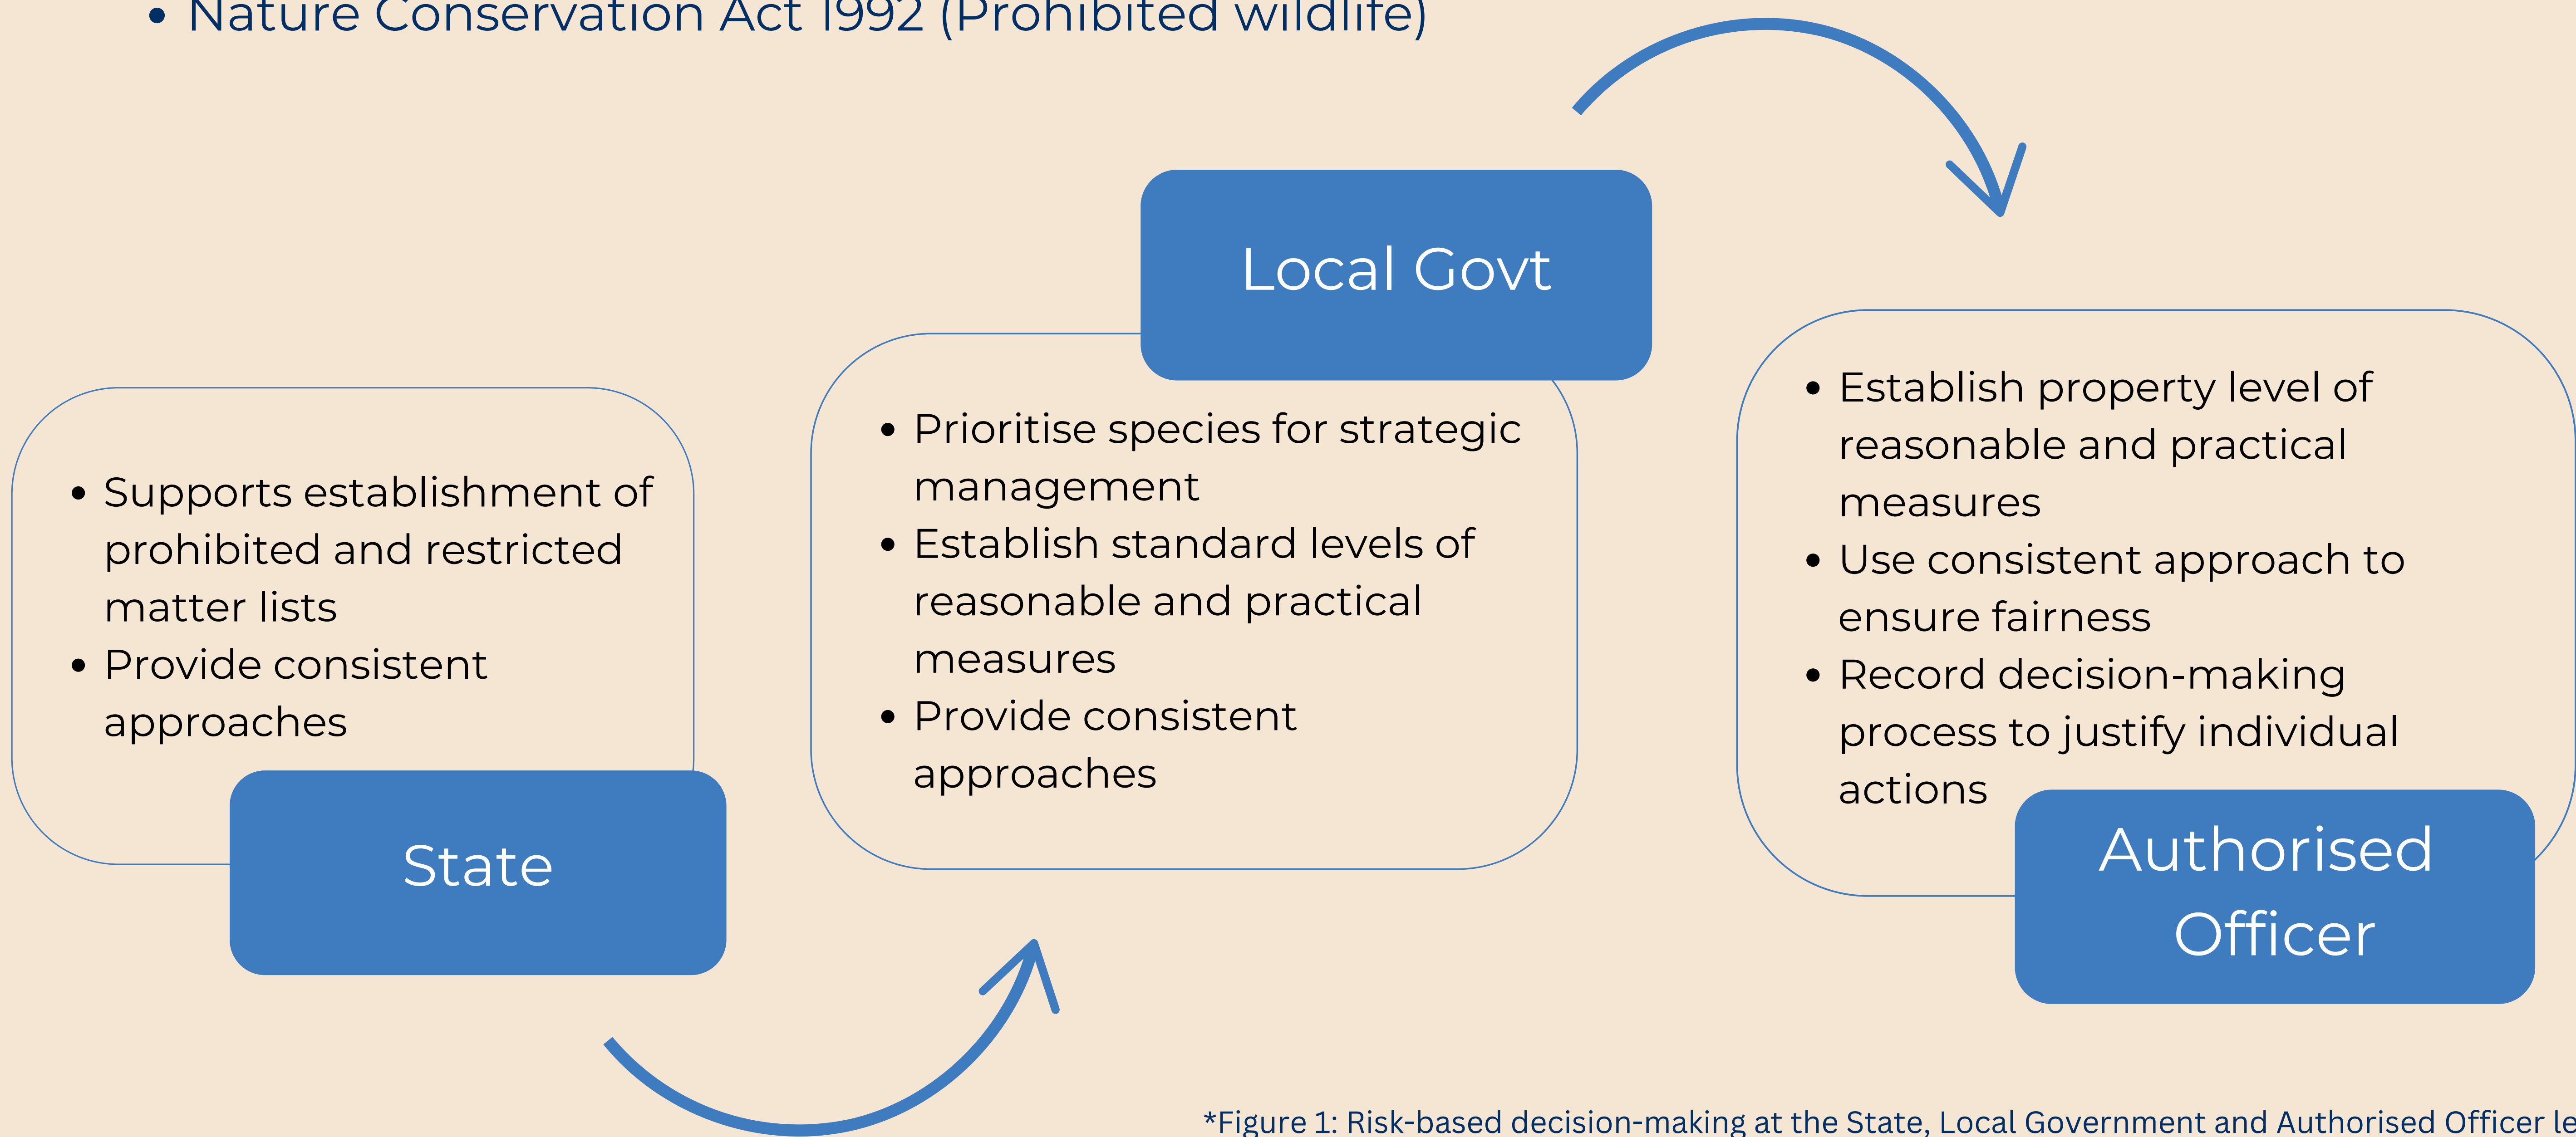 • Nature Conservation Act 1992 (Prohibited wildlife)
• Supports establishment of
prohibited and restricted
matter lists
• Provide consistent
approaches
State
Local Govt
• Prioritise species for strategic
management
• Establish standard levels of
reasonable and practical
measures
• Provide consistent
approaches
• Establish property level of
reasonable and practical
measures
• Use consistent approach to
ensure fairness
• Record decision-making
process to justify individual
actions
Authorised
Officer
*Figure 1: Risk-based decision-making at the State, Local Government and Authorised Officer